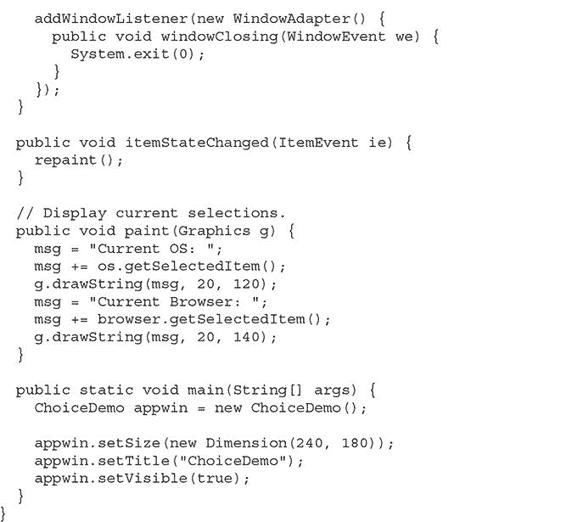 addWindowListener(new WindowAdapter() {
      public void windowClosing(WindowEvent we) {
        System.exit(0);
      }
    });
  }

  public void itemStateChanged(ItemEvent ie) {
    repaint();
  }

  // Display current selections.
  public void paint(Graphics g) {
    msg = "Current OS: ";
    msg += os.getSelectedItem();
    g.drawString(msg, 20, 120);
    msg = "Current Browser: ";
    msg += browser.getSelectedItem();
    g.drawString(msg, 20, 140);
  }

  public static void main(String[] args) {
    ChoiceDemo appwin = new ChoiceDemo();

    appwin.setSize(new Dimension(240, 180));
    appwin.setTitle("ChoiceDemo");
    appwin.setVisible(true);
  }
}